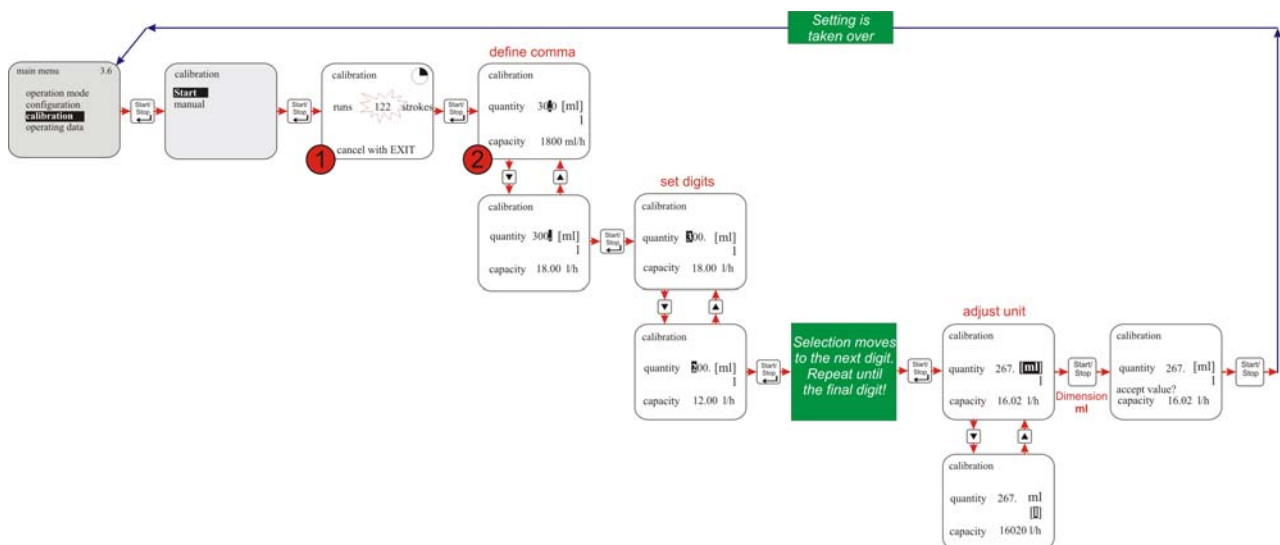 Setting is
taken over
define comma
main menu 3.6
operation mode
configuration
calibration
operating data
Start/
Stop
calibration
Start
manual
Start/
Stop
calibration
runs 122 strokes
cancel with EXIT
1
Start/
Stop
calibration
quantity 30.0 [ml]
l
capacity 1800 ml/h
2
set digits
calibration
quantity 300. [ml]
l
capacity 18.00 l/h
Start/
Stop
calibration
quantity 300. [ml]
l
capacity 18.00 l/h
adjust unit
calibration
quantity 200. [ml]
l
capacity 12.00 l/h
Start/
Stop
Selection moves
to the next digit.
Repeat until
the final digit!
Start/
Stop
calibration
quantity 267. [ml]
l
capacity 16.02 l/h
Start/
Stop
Dimension
ml
calibration
quantity 267. [ml]
l
accept value?
capacity 16.02 l/h
Start/
Stop
calibration
quantity 267. ml
[l]
capacity 16020 l/h